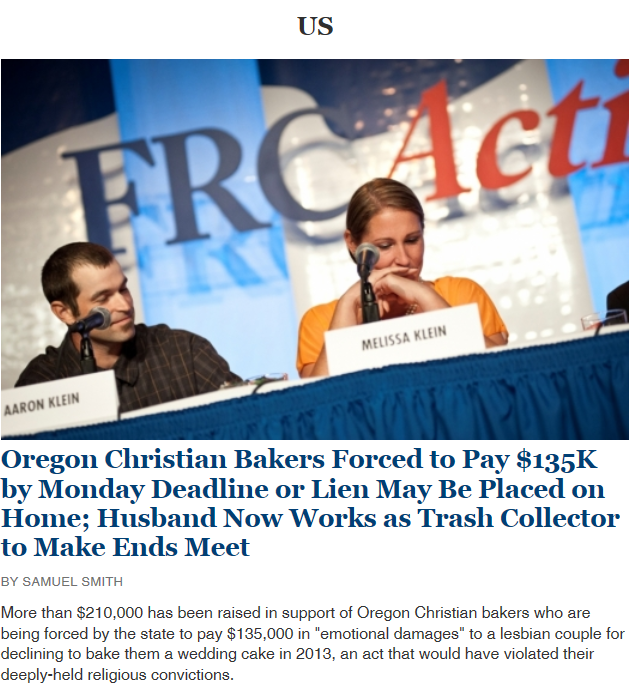 US
FRC Acti
AARON KLEIN
MELISSA KLEIN
Oregon Christian Bakers Forced to Pay $135K
by Monday Deadline or Lien May Be Placed on
Home; Husband Now Works as Trash Collector
to Make Ends Meet
BY SAMUEL SMITH
More than $210,000 has been raised in support of Oregon Christian bakers who are
being forced by the state to pay $135,000 in "emotional damages" to a lesbian couple for
declining to bake them a wedding cake in 2013, an act that would have violated their
deeply-held religious convictions.